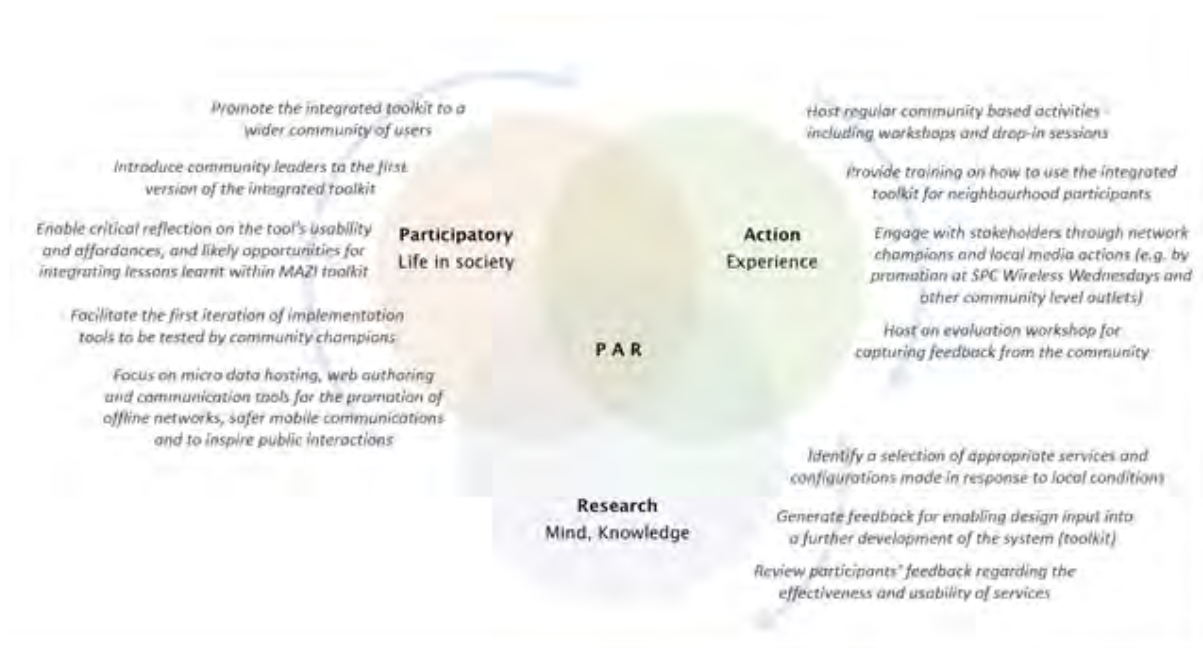 Promote the integrated toolkit to a
wider community of users
Introduce community leaders to the first
version of the integrated toolkit
Enable critical reflection on the tool's usability
and affordances, and likely opportunities for
integrating lessons learnt within MAZI toolkit
Facilitate the first iteration of implementation
tools to be tested by community champions
Focus on micro data hosting, web authoring
and communication tools for the promotion of
offline networks, safer mobile communications
and to inspire public interactions
Participatory
Life in society
Action
Experience
P A R
Host regular community based activities -
including workshops and drop-in sessions
Provide training on how to use the integrated
toolkit for neighbourhood participants
Engage with stakeholders through network
champions and local media actions (e.g. by
promotion at SPC Wireless Wednesdays and
other community level outlets)
Host an evaluation workshop for
capturing feedback from the community
Research
Mind, Knowledge
Identify a selection of appropriate services and
configurations made in response to local conditions
Generate feedback for enabling design input into
a further development of the system (toolkit)
Review participants' feedback regarding the
effectiveness and usability of services